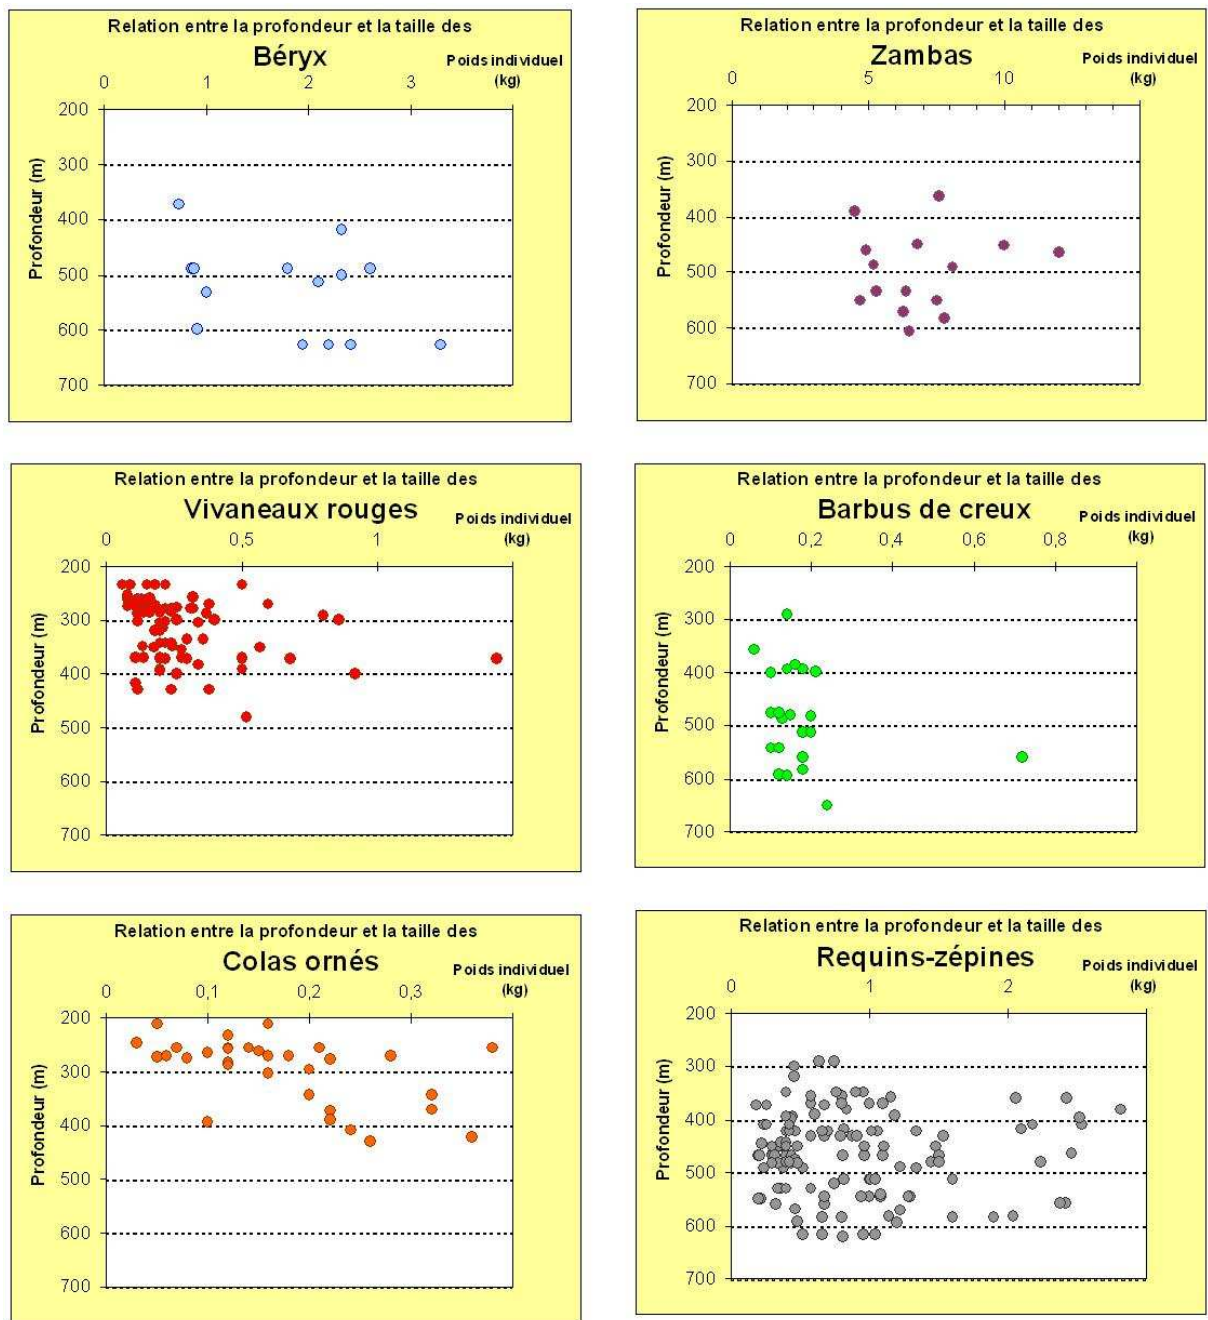 Relation entre la profondeur et la taille des
Béryx
Poids individuel
(kg)
0 1 2 3
200
300
400
500
600
700
Profondeur (m)
Relation entre la profondeur et la taille des
Zambas
Poids individuel
(kg)
0 5 10
200
300
400
500
600
700
Profondeur (m)
Relation entre la profondeur et la taille des
Vivaneaux rouges
Poids individuel
(kg)
0 0,5 1
200
300
400
500
600
700
Profondeur (m)
Relation entre la profondeur et la taille des
Barbus de creux
Poids individuel
(kg)
0 0,2 0,4 0,6 0,8
200
300
400
500
600
700
Profondeur (m)
Relation entre la profondeur et la taille des
Colas ornés
Poids individuel
(kg)
0 0,1 0,2 0,3
200
300
400
500
600
700
Profondeur (m)
Relation entre la profondeur et la taille des
Requins-zépines
Poids individuel
(kg)
0 1 2
200
300
400
500
600
700
Profondeur (m)